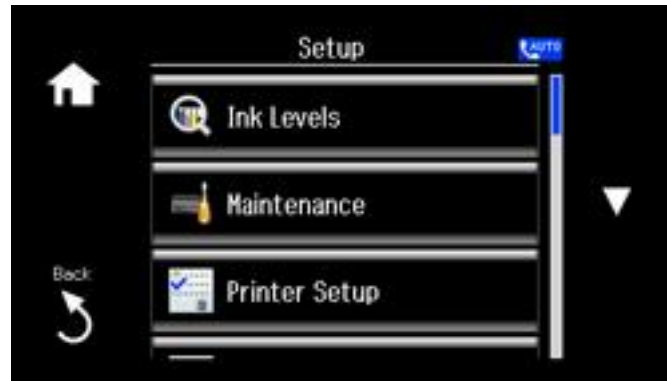 Setup
AUTO
Ink Levels
Maintenance
Printer Setup
Back